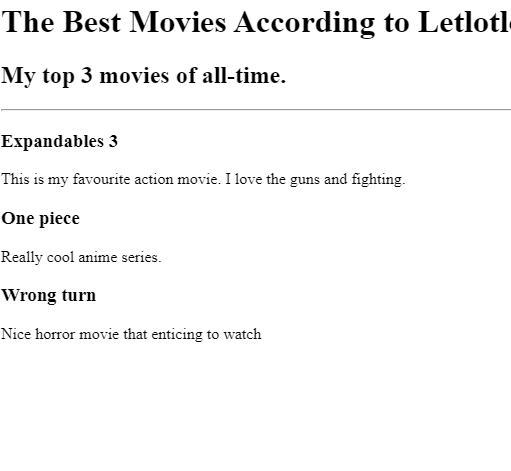 The Best Movies According to
My top 3 movies of all-time.
Expandables 3
This is my favourite action movie. I love the guns and fighting.
One piece
Really cool anime series.
Wrong turn
Nice horror movie that enticing to watch